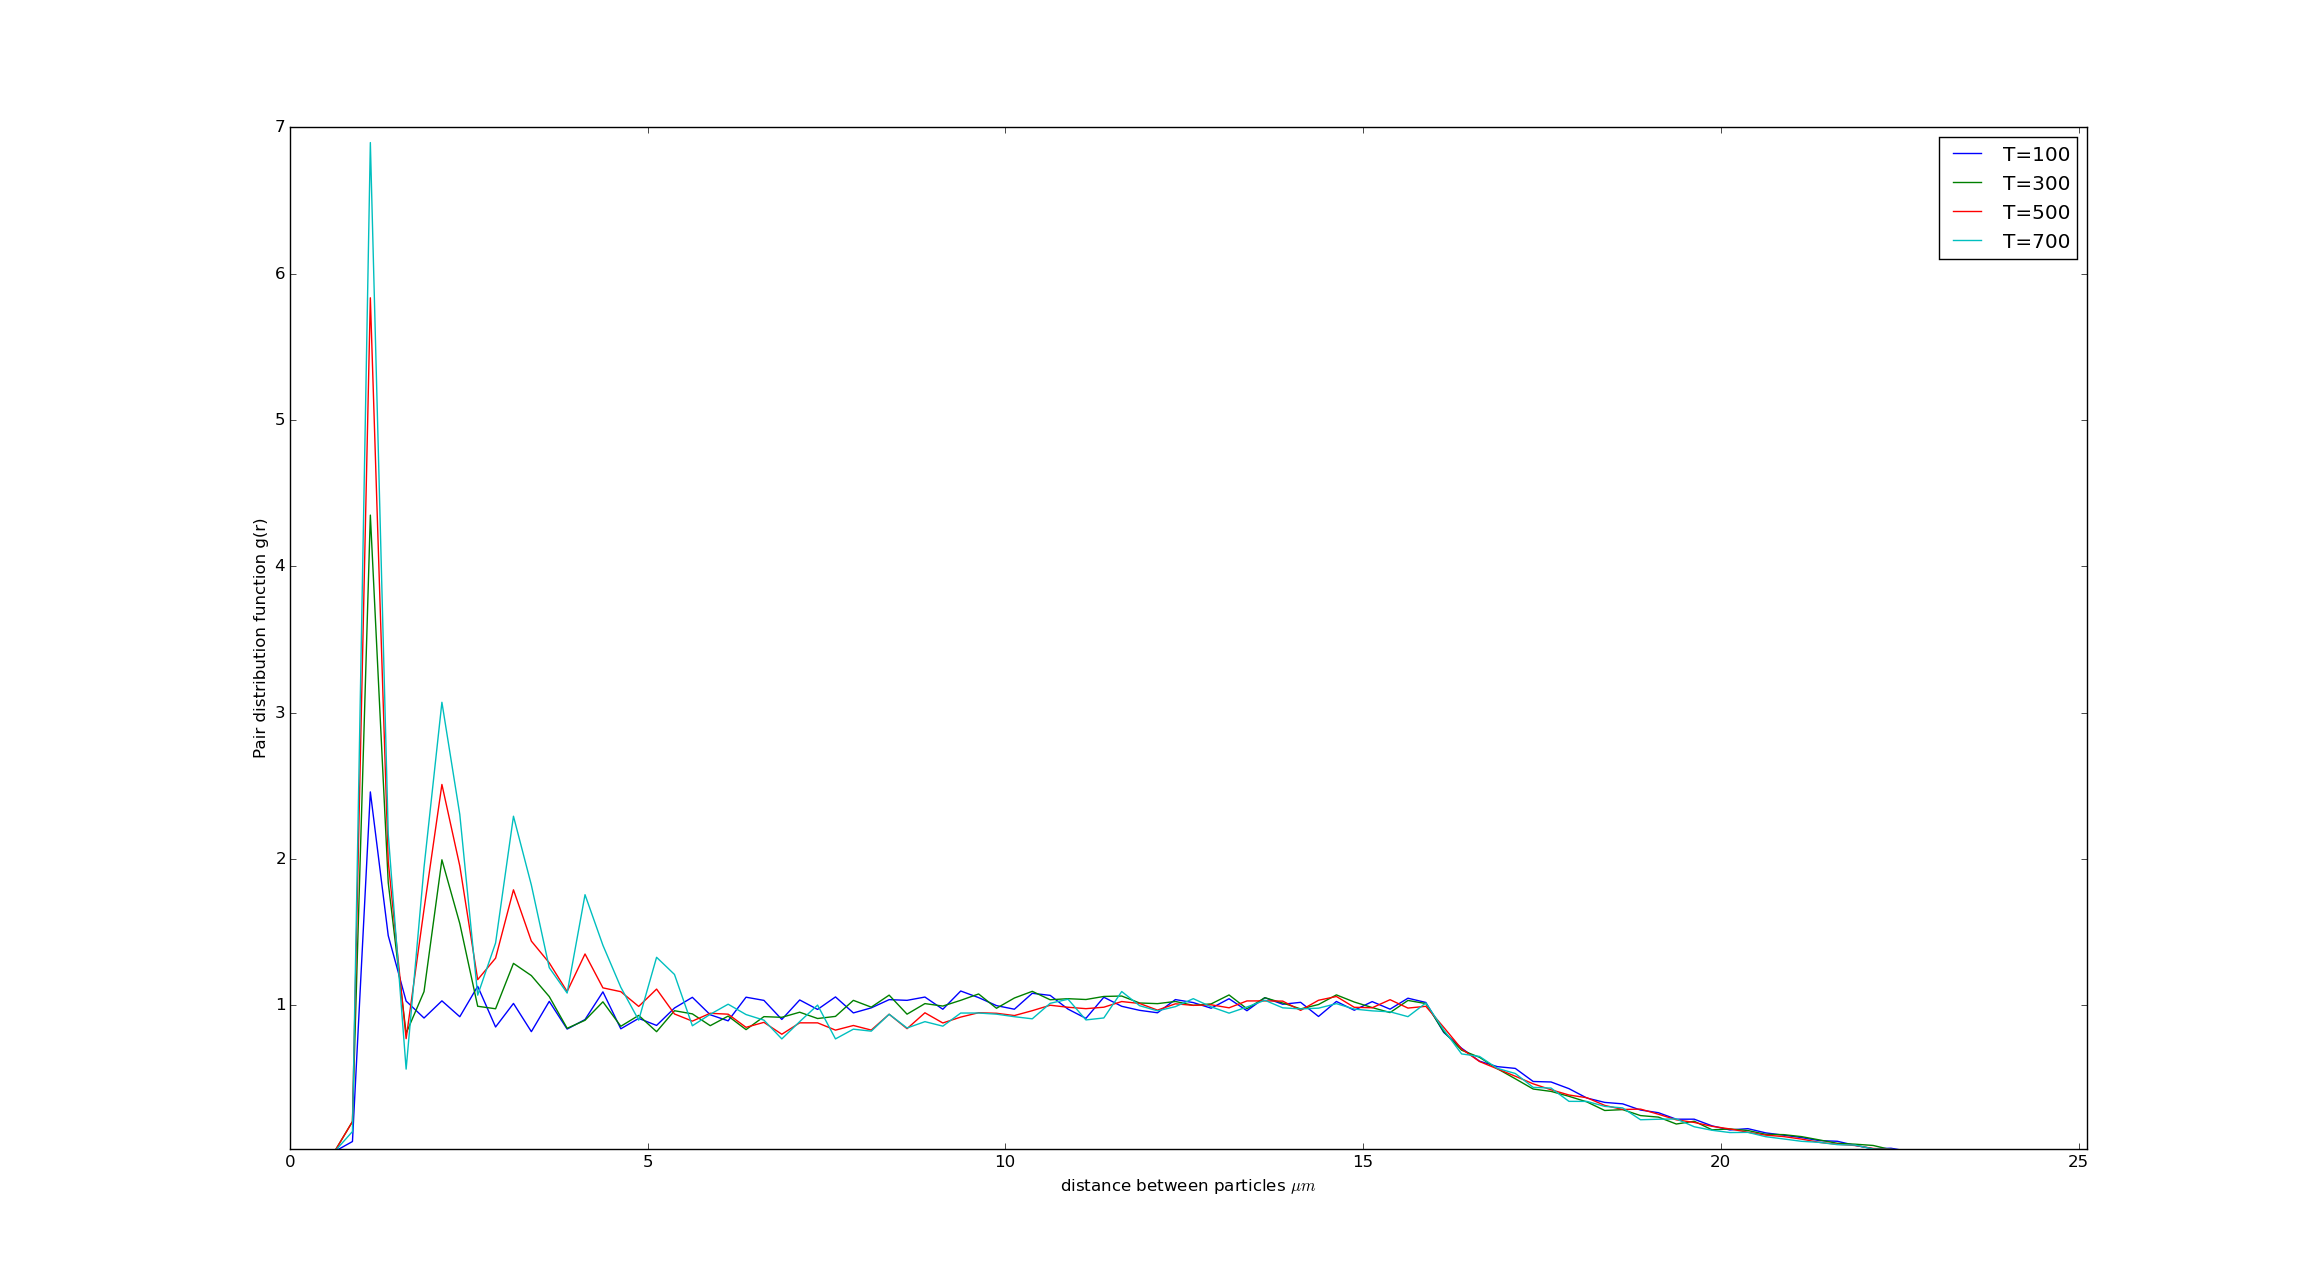 7
6
5
4
3
2
1
Pair distribution function g(r)
0 5 10 15 20 25
distance between particles μm
T=100
T=300
T=500
T=700